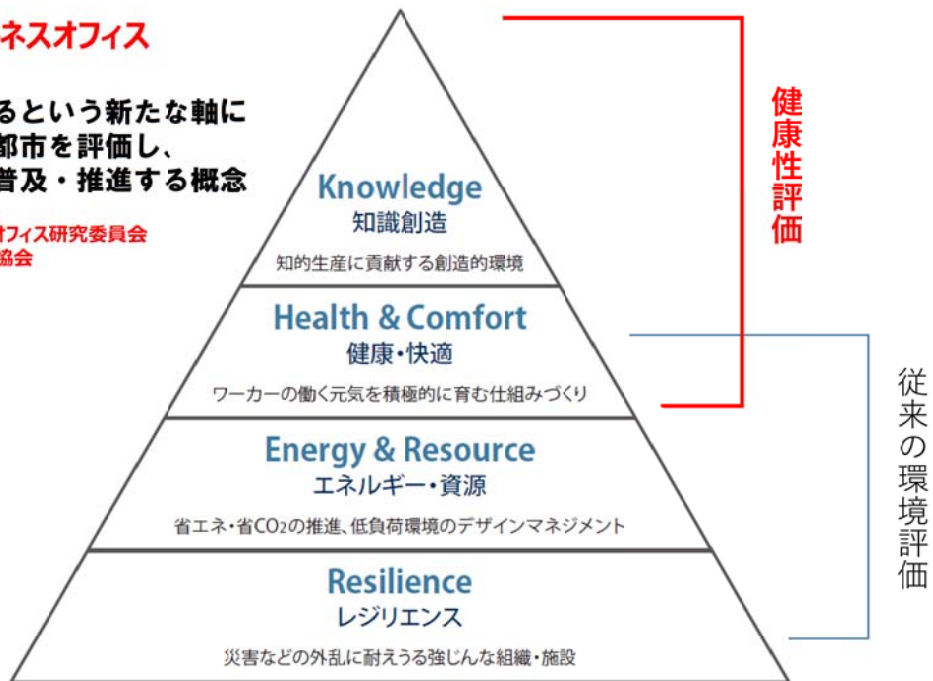 ネスオフィス
るという新たな軸に
都市を評価し、
普及・推進する概念
オフィス研究委員会
協会
Knowledge
知識創造
知的生産に貢献する創造的環境
Health & Comfort
健康・快適
ワーカーの働く元気を積極的に育む仕組みづくり
Energy & Resource
エネルギー・資源
省エネ・省CO2の推進、低負荷環境のデザインマネジメント
Resilience
レジリエンス
災害などの外乱に耐えうる強じんな組織・施設
健康性評価
従来の環境評価